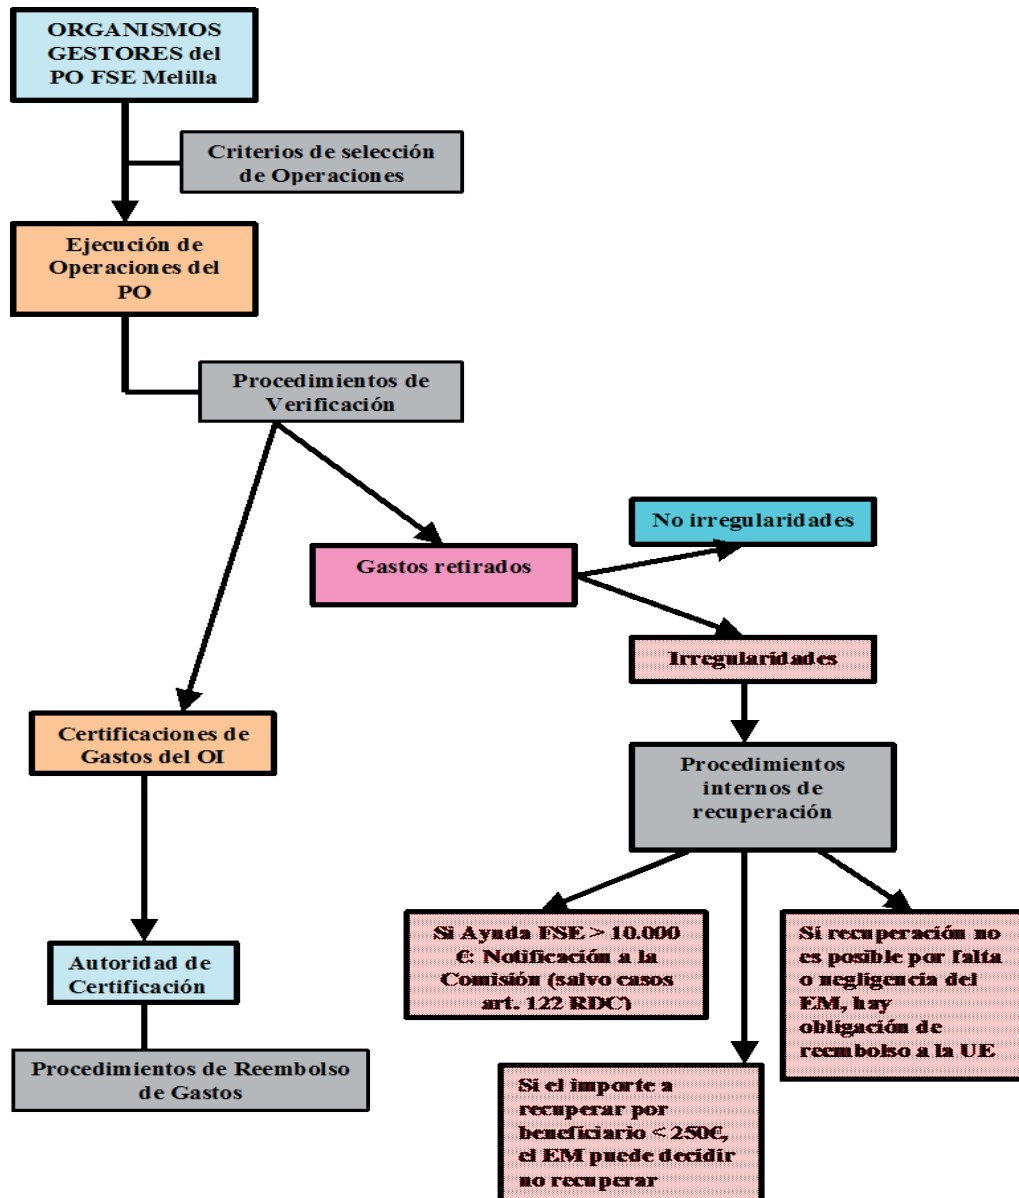 ORGANISMOS
GESTORES del
PO FSE Melilla
Criterios de selección
de Operaciones
Ejecución de
Operaciones del
PO
Procedimientos de
Verificación
No irregularidades
Gastos retirados
Irregularidades
Certificaciones de
Gastos del OI
Procedimientos
internos de
recuperación
Si Ayuda FSE > 10.000
€: Notificación a la
Comisión (salvo casos
art. 122 RDC)
Si recuperación no
es posible por falta
o negligencia del
EM, hay
obligación de
reembolso a la UE
Autoridad de
Certificación
Procedimientos de Reembolso
de Gastos
Si el importe a
recuperar por
beneficiario < 250€,
el EM puede decidir
no recuperar